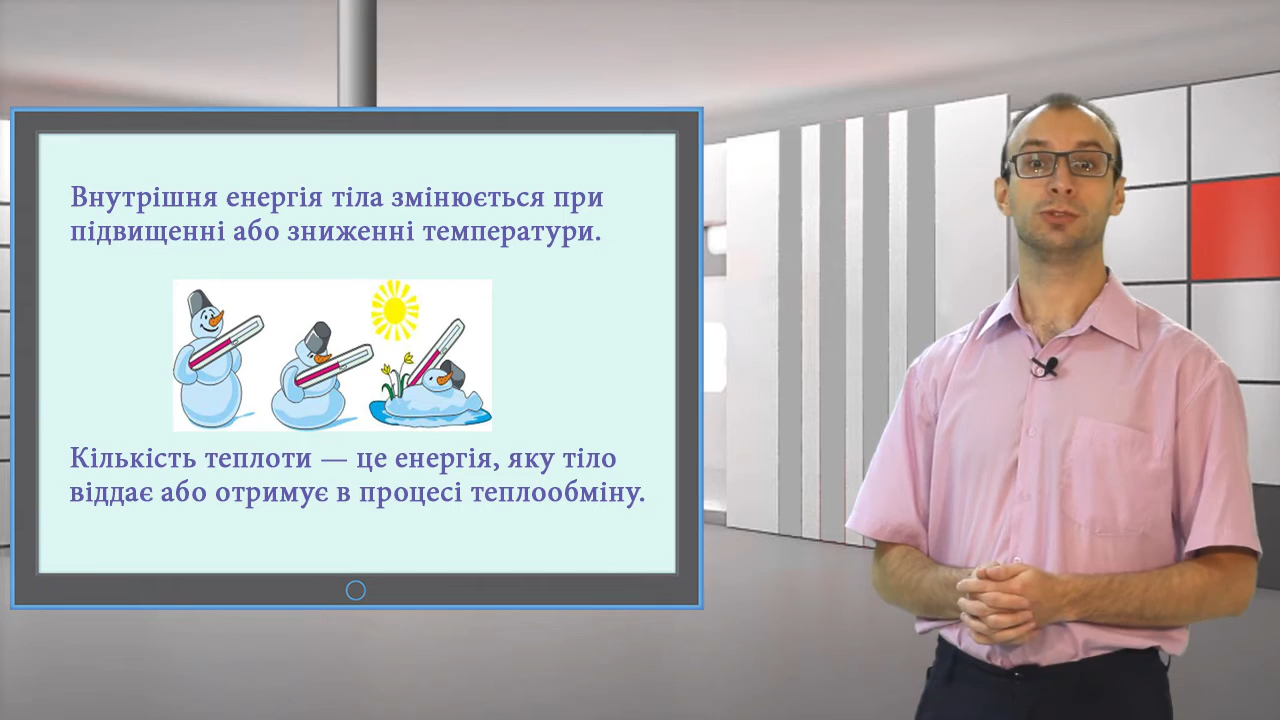 Внутрішня енергія тіла змінюється при
підвищенні або зниженні температури.
Кількість теплоти — це енергія, яку тіло
віддає або отримує в процесі теплообміну.